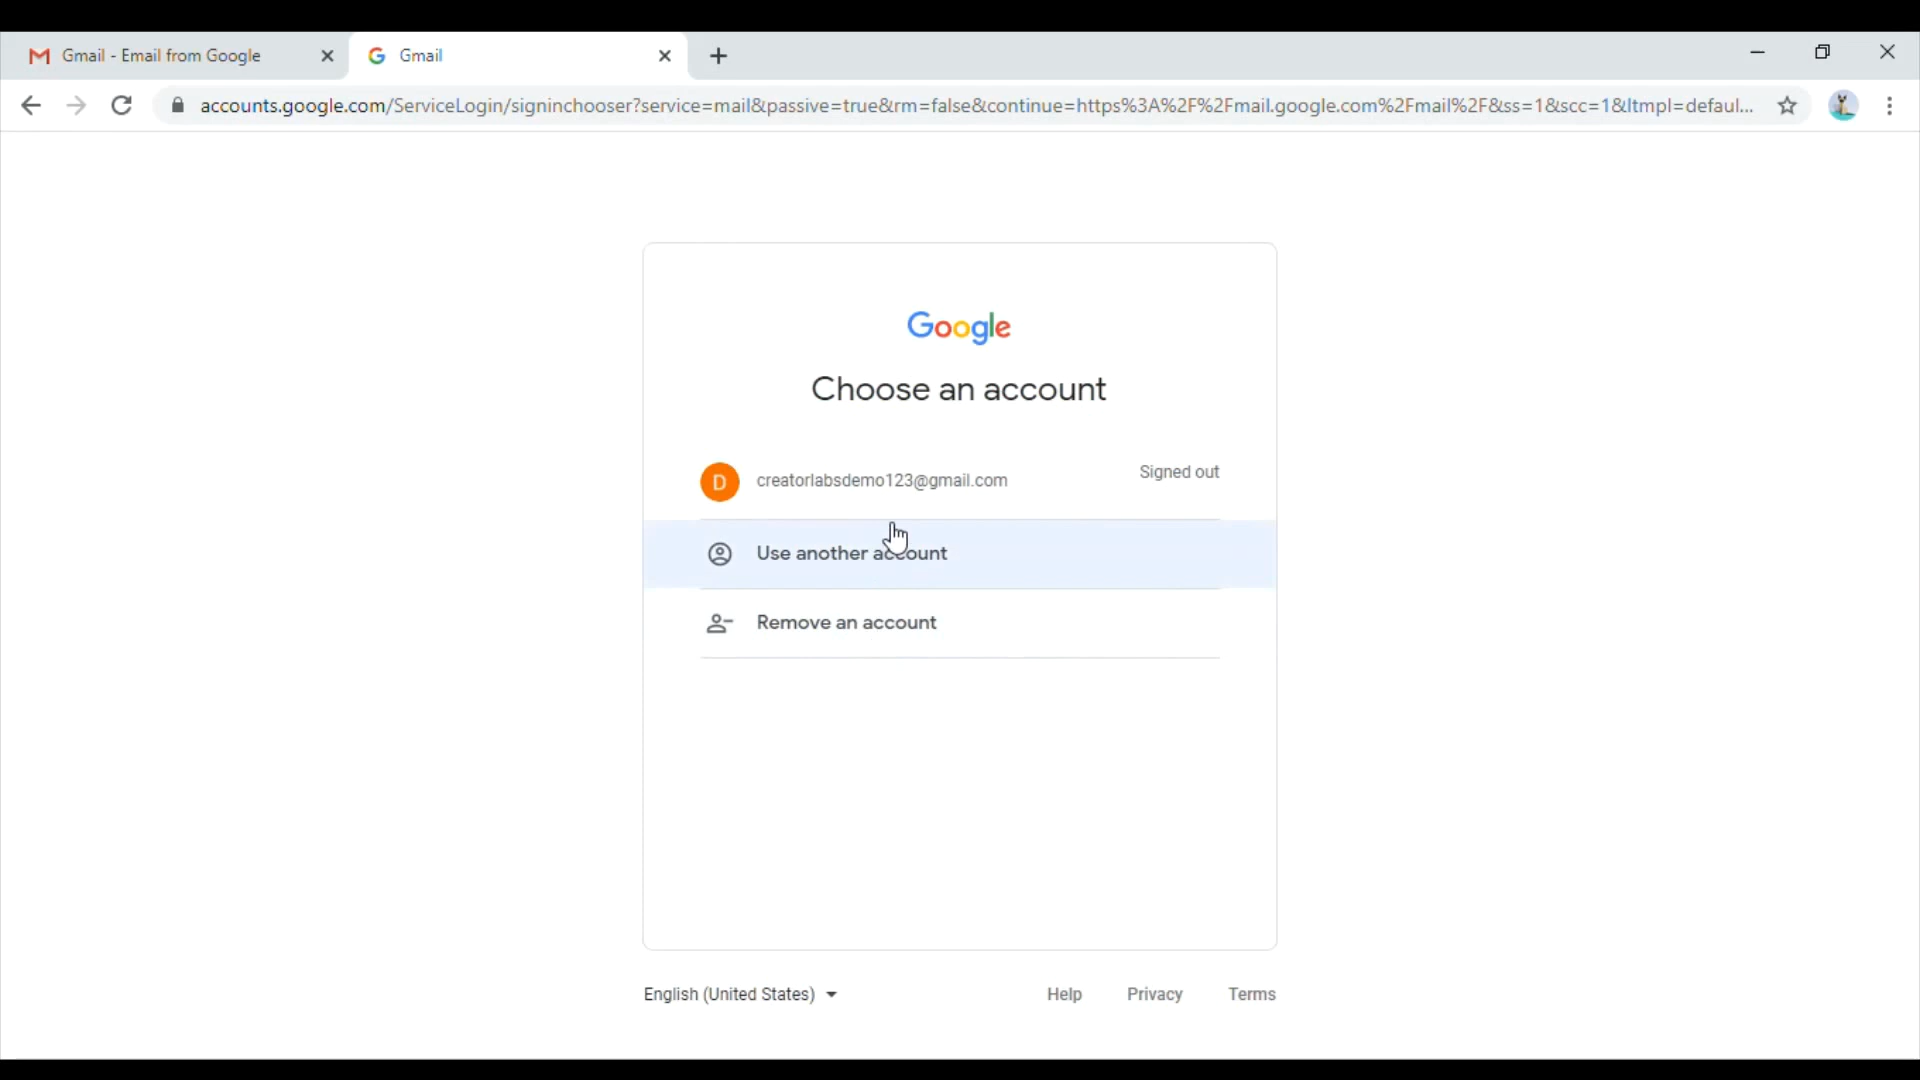 Gmail - Email from Google
Gmail
accounts.google.com/ServiceLogin/signinchooser?service=mail&passive=true&rm=false&continue=https%3A%2F%2Fmail.google.com%2Fmail%2F&ss=1&scc=1&ltmpl=defaul...
Google
Choose an account
D
creatorlabsdemo123@gmail.com
Signed out
Use another account
Remove an account
English (United States)
Help
Privacy
Terms